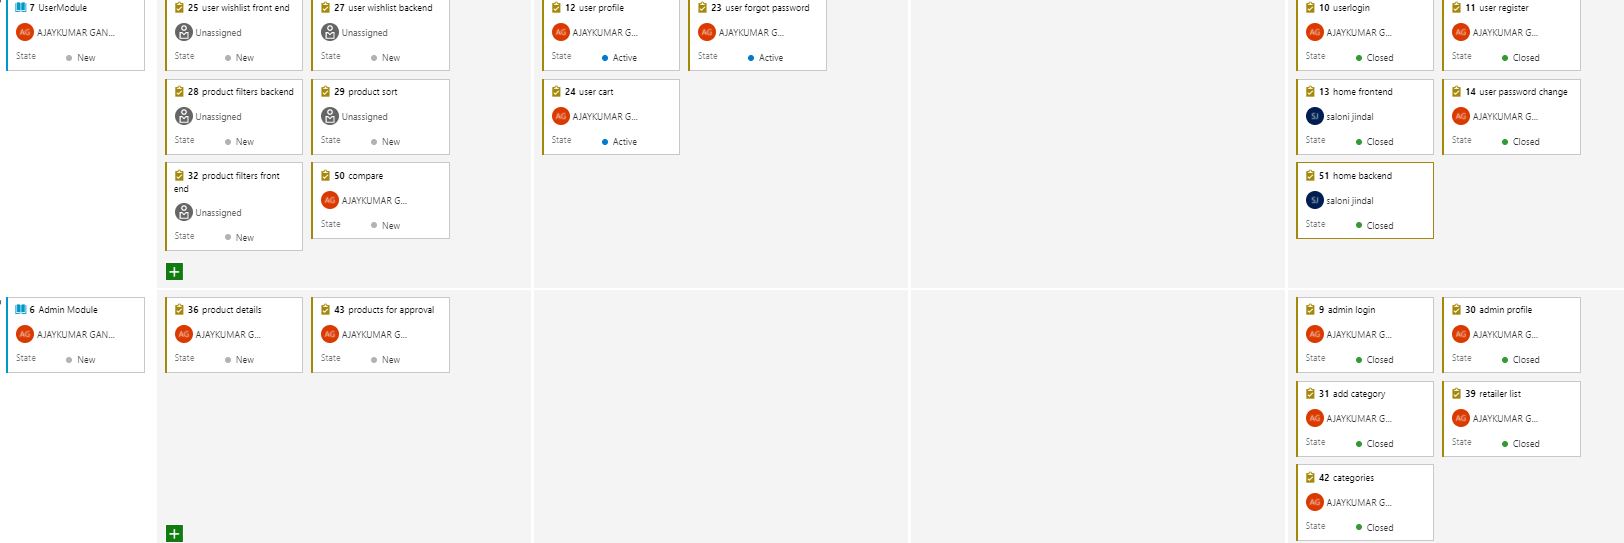 7 UserModule
AG AJAYKUMAR GAN...
State New
25 user wishlist front end
Unassigned
State New
27 user wishlist backend
Unassigned
State New
28 product filters backend
Unassigned
State New
29 product sort
Unassigned
State New
32 product filters front
end
Unassigned
State New
50 compare
AG AJAYKUMAR G...
State New
12 user profile
AG AJAYKUMAR G...
State Active
23 user forgot password
AG AJAYKUMAR G...
State Active
24 user cart
AG AJAYKUMAR G...
State Active
10 userlogin
AG AJAYKUMAR G...
State Closed
11 user register
AG AJAYKUMAR G...
State Closed
13 home frontend
SJ saloni jindal
State Closed
14 user password change
AG AJAYKUMAR G...
State Closed
51 home backend
SJ saloni jindal
State Closed
6 Admin Module
AG AJAYKUMAR GAN...
State New
36 product details
AG AJAYKUMAR G...
State New
43 products for approval
AG AJAYKUMAR G...
State New
9 admin login
AG AJAYKUMAR G...
State Closed
30 admin profile
AG AJAYKUMAR G...
State Closed
31 add category
AG AJAYKUMAR G...
State Closed
39 retailer list
AG AJAYKUMAR G...
State Closed
42 categories
AG AJAYKUMAR G...
State Closed